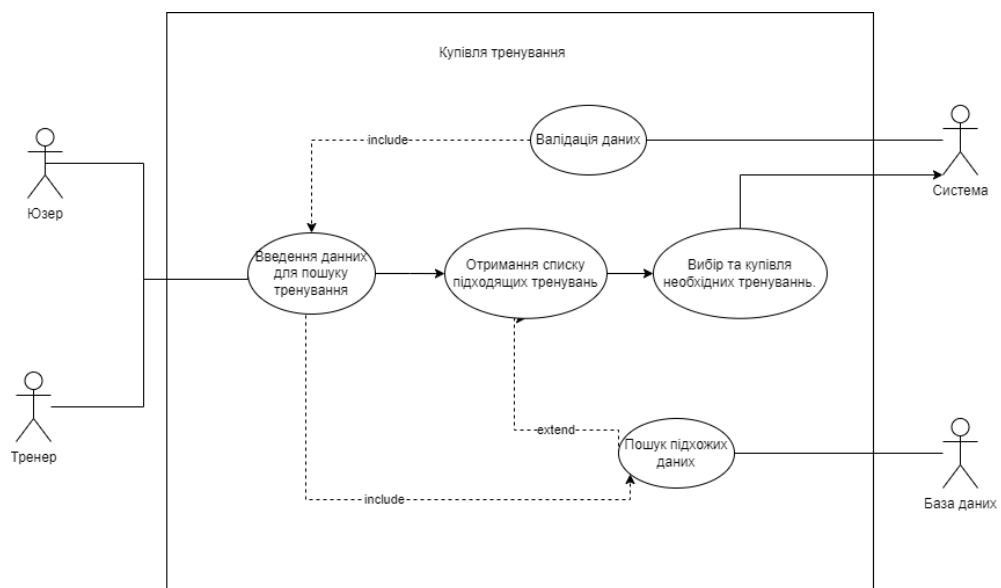 Купівля тренування
include
Валідація даних
Юзер
Система
Введення данних
для пошуку
тренування
Отримання списку
підходящих тренувань
Вибір та купівля
необхідних тренуваннь.
extend
Пошук підхожих
даних
Тренер
include
База даних